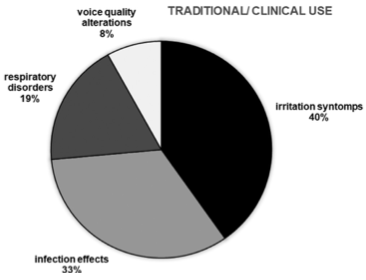 TRADITIONAL/ CLINICAL USE
voice quality
alterations
8%
respiratory
disorders
19%
irritation syntomps
40%
infection effects
33%